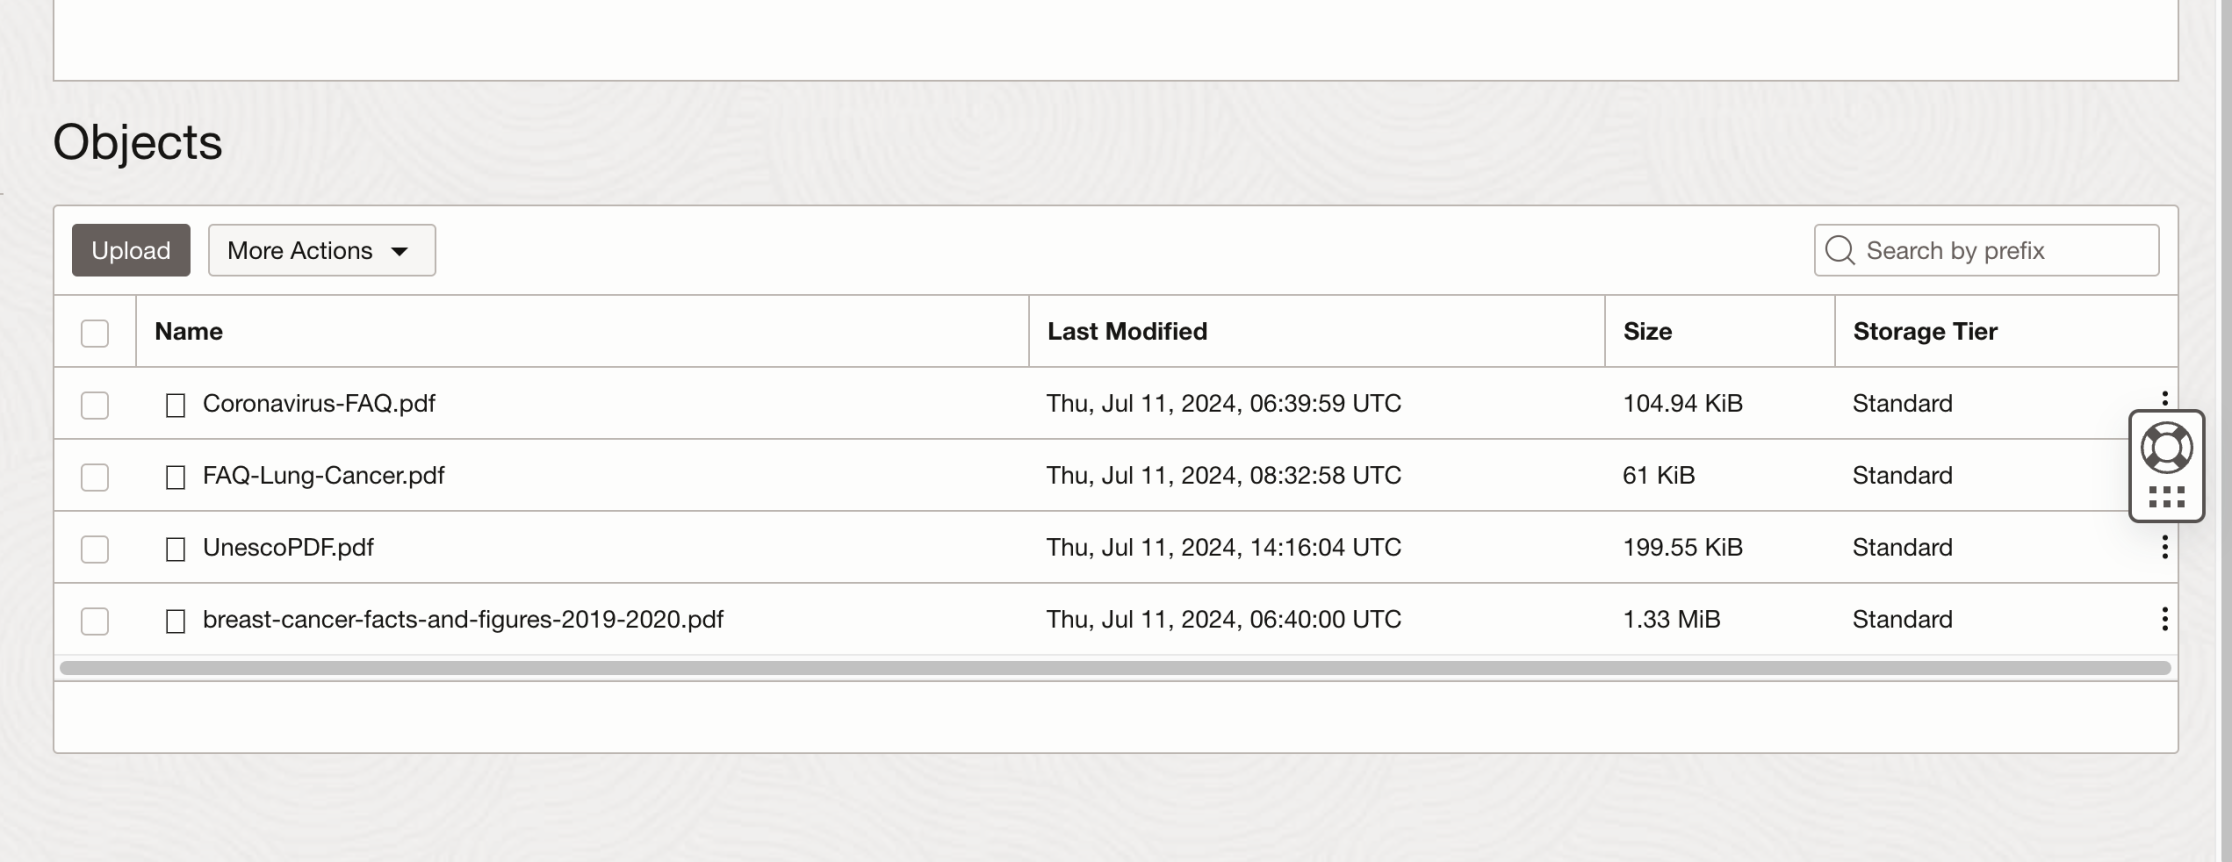 Objects
Upload More Actions Search by prefix
Name Last Modified Size Storage Tier
Coronavirus-FAQ.pdf Thu, Jul 11, 2024, 06:39:59 UTC 104.94 KiB Standard
FAQ-Lung-Cancer.pdf Thu, Jul 11, 2024, 08:32:58 UTC 61 KiB Standard
UnescoPDF.pdf Thu, Jul 11, 2024, 14:16:04 UTC 199.55 KiB Standard
breast-cancer-facts-and-figures-2019-2020.pdf Thu, Jul 11, 2024, 06:40:00 UTC 1.33 MiB Standard